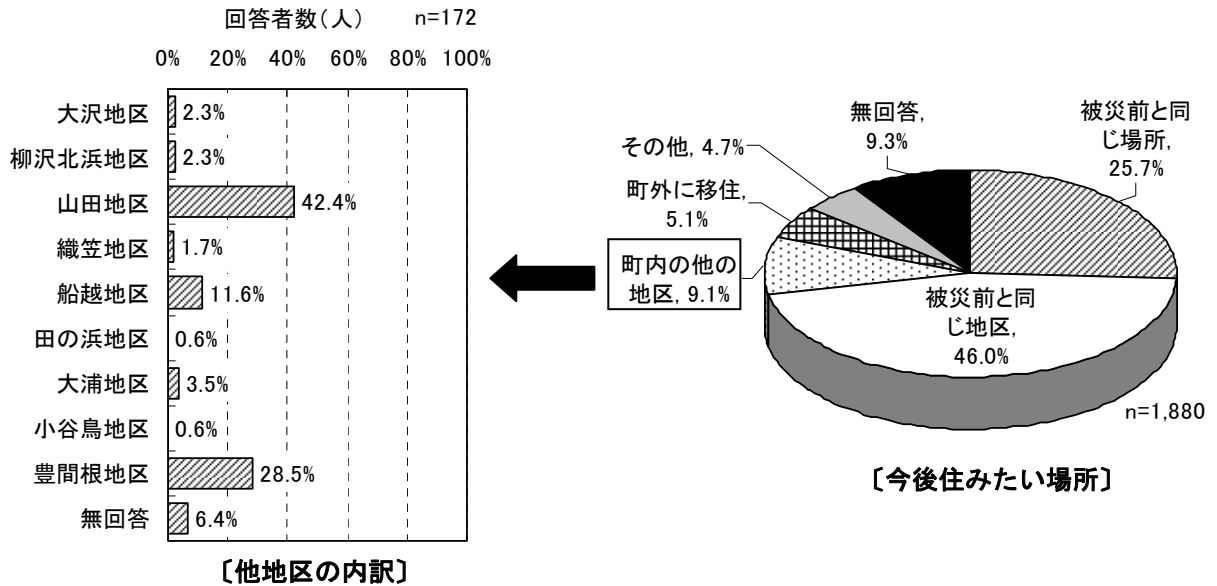 回答者数(人) n=172
0% 20% 40% 60% 80% 100%
大沢地区 2.3%
柳沢北浜地区 2.3%
山田地区 42.4%
織笠地区 1.7%
船越地区 11.6%
田の浜地区 0.6%
大浦地区 3.5%
小谷鳥地区 0.6%
豊間根地区 28.5%
無回答 6.4%
〔他地区の内訳〕
無回答,
9.3%
被災前と同
じ場所,
25.7%
その他, 4.7%
町外に移住,
5.1%
町内の他の
地区, 9.1%
被災前と同
じ地区,
46.0%
n=1,880
〔今後住みたい場所〕